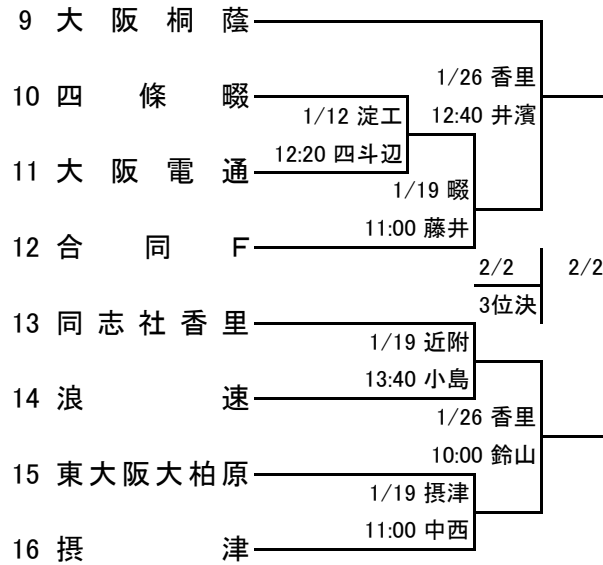 9 大阪桐蔭
1/26 香里
10 四條畷
12:40 井濱
1/12 淀工
12:20 四斗辺
11 大阪電通
1/19 畷
11:00 藤井
12 合同F
2/2 2/2
3位決
13 同志社香里
1/19 近附
13:40 小島
14 浪速
1/26 香里
10:00 鈴山
15 東大阪大柏原
1/19 摂津
11:00 中西
16 摂津